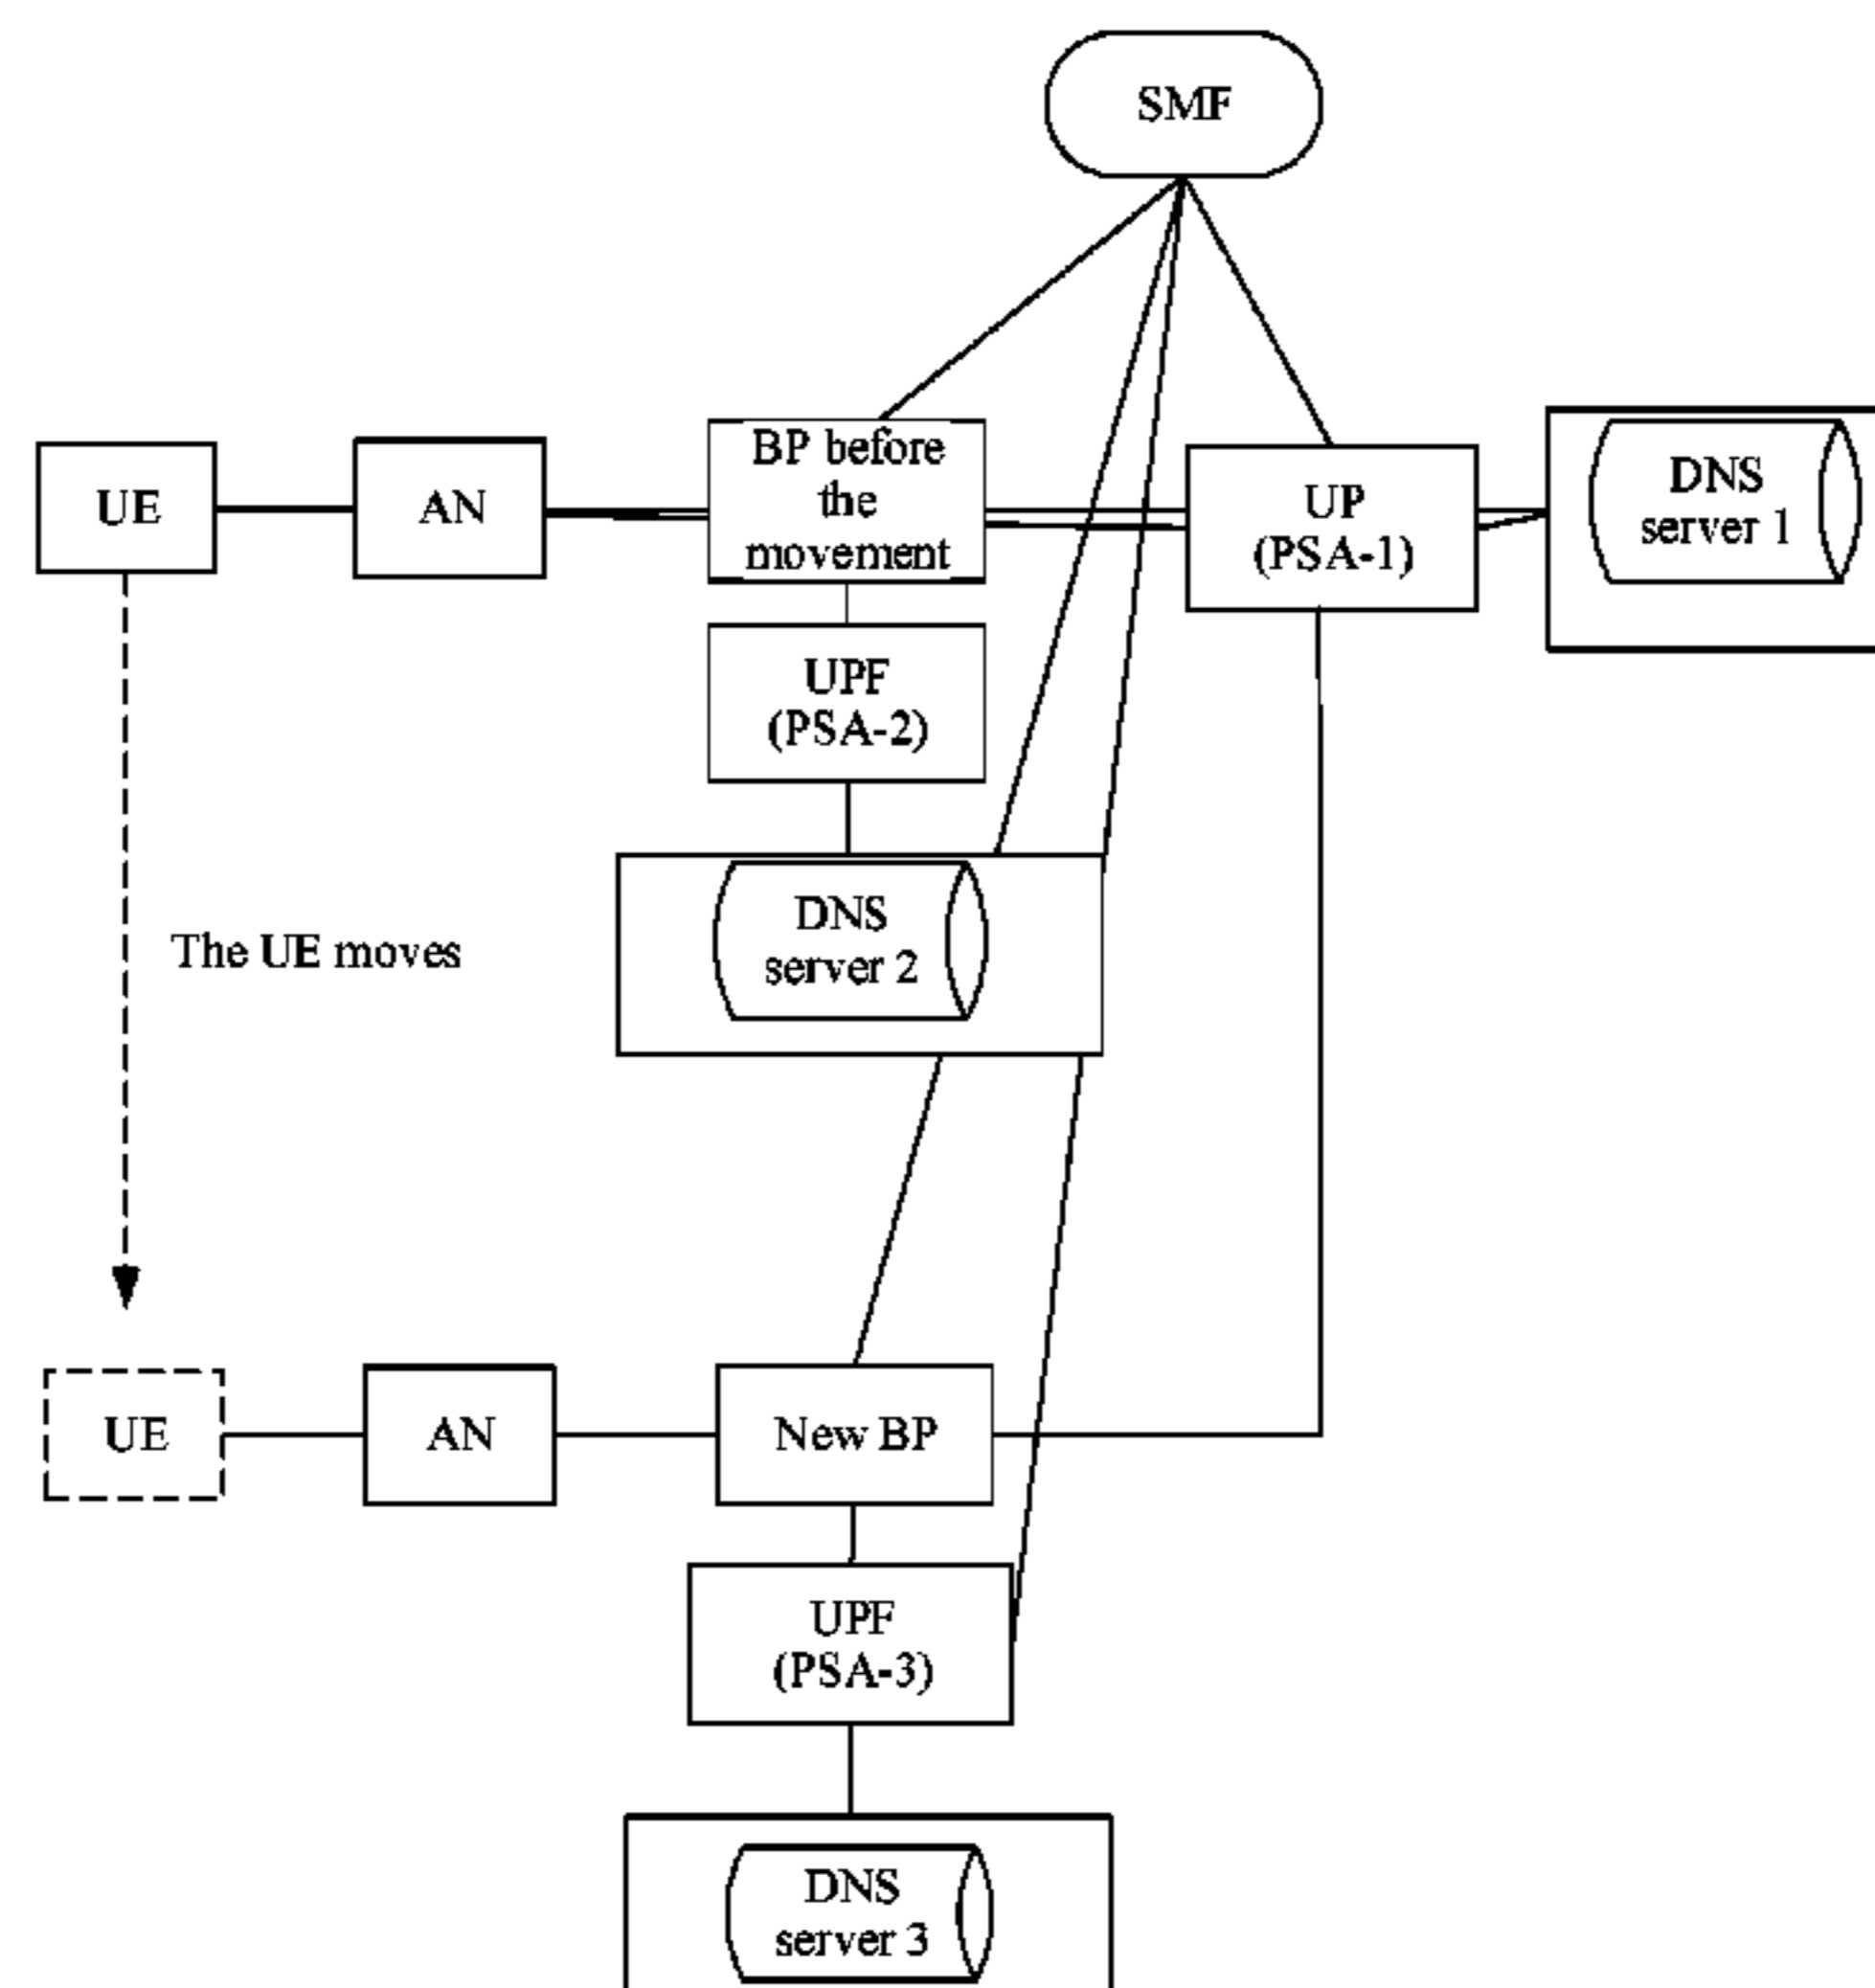 SMF
UE
AN
BP before
the
movement
UP
(PSA-1)
DNS
server 1
UPF
(PSA-2)
DNS
server 2
The UE moves
UE
AN
New BP
UPF
(PSA-3)
DNS
server 3